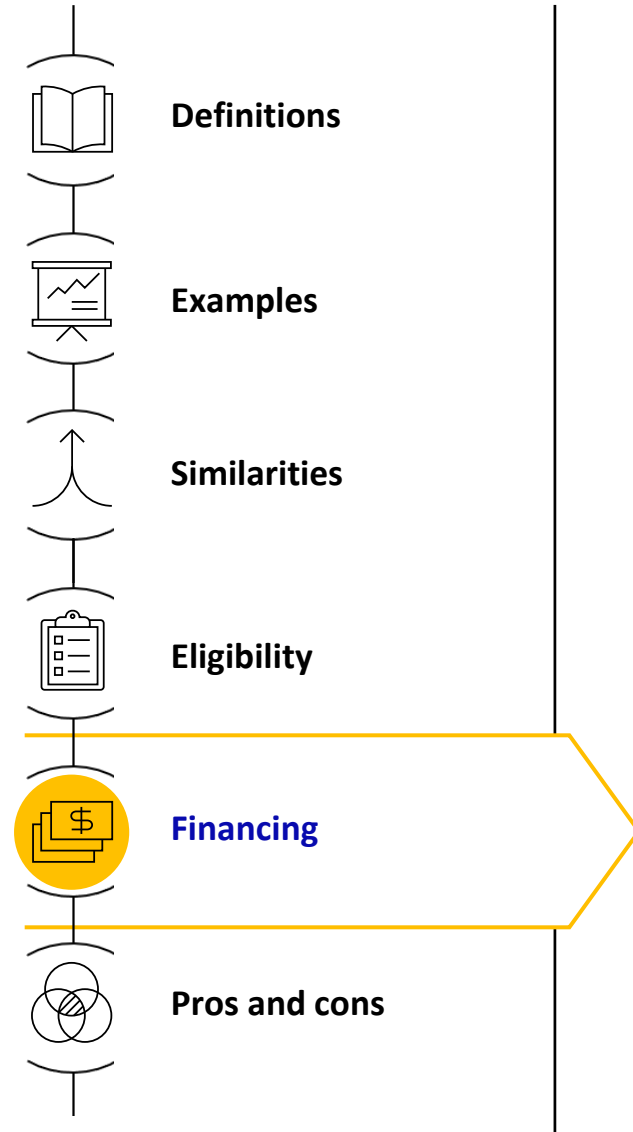 Definitions
Examples
Similarities
Eligibility
$
Financing
Pros and cons